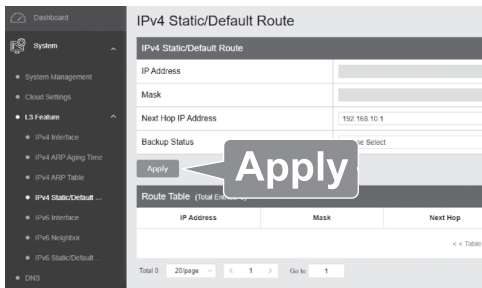 Dashboard
IPv4 Static/Default Route
System
IPv4 Static/Default Route
IP Address
System Management
Mask
Cloud Settings
L3 Feature
Next Hop IP Address
192.168.10.1
IPv4 Interface
Backup Status
Select
IPv4 ARP Aging Time
Apply
Apply
IPv4 ARP Table
IPv4 Static/Default ...
Route Table (Total
IPv6 Interface
IP Address
Mask
Next Hop
IPv6 Neighbor
<< Table
IPv6 Static/Default ...
Total 0
20/page
<
1
>
Go to
1
DNS